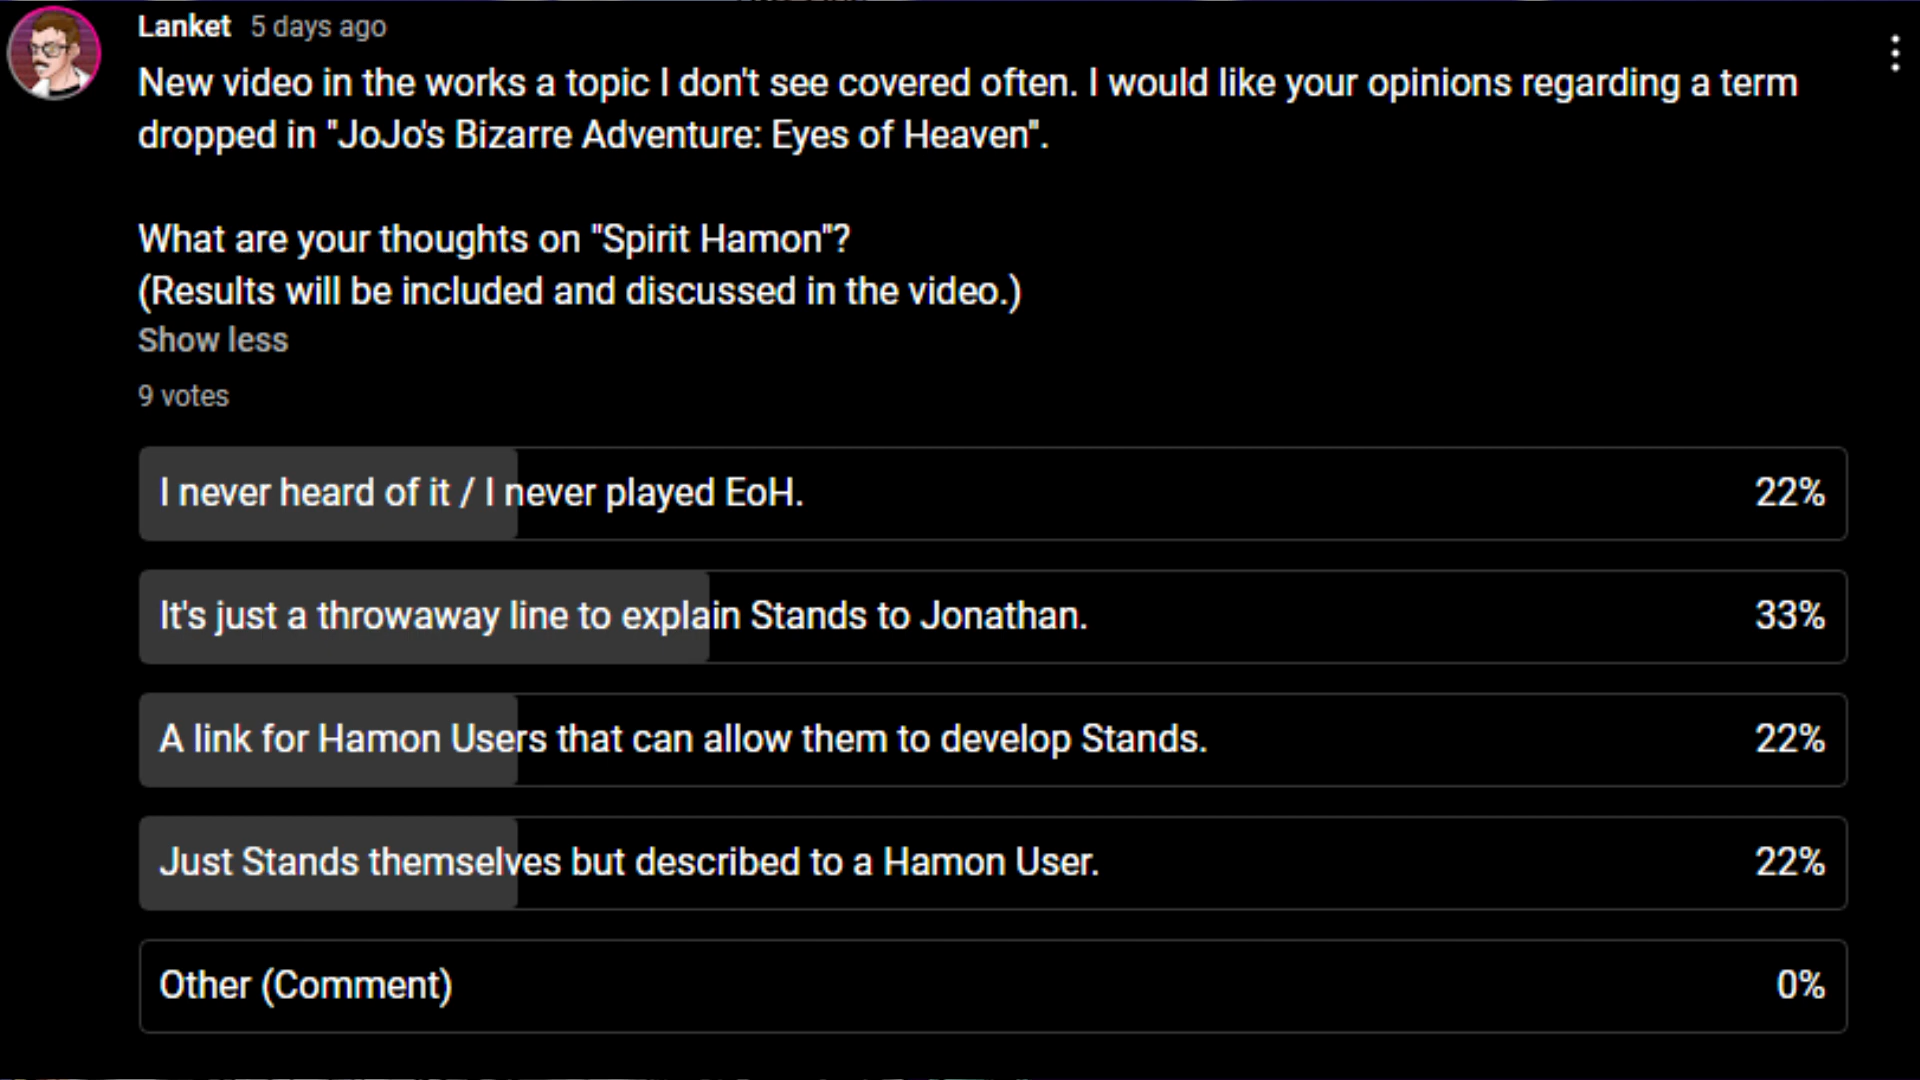 Lanket 5 days ago
New video in the works a topic I don't see covered often. I would like your opinions regarding a term
dropped in "JoJo's Bizarre Adventure: Eyes of Heaven".
What are your thoughts on "Spirit Hamon"?
(Results will be included and discussed in the video.)
Show less
9 votes
I never heard of it / I never played EoH. 22%
It's just a throwaway line to explain Stands to Jonathan. 33%
A link for Hamon Users that can allow them to develop Stands. 22%
Just Stands themselves but described to a Hamon User. 22%
Other (Comment) 0%